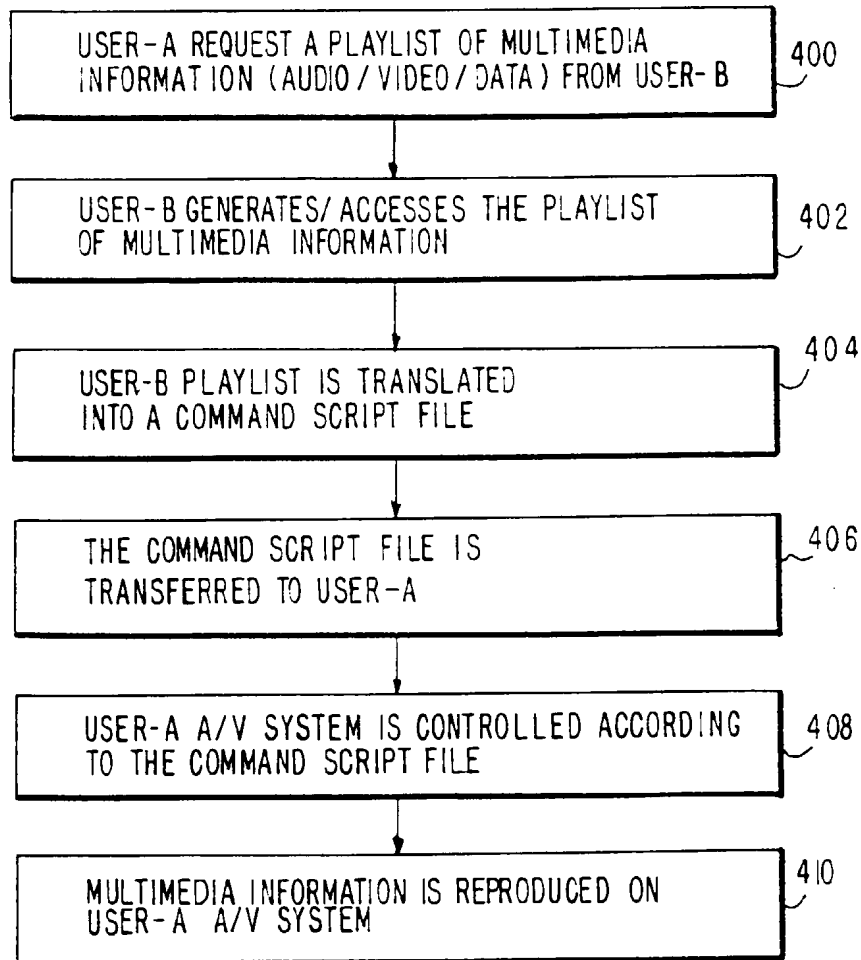 USER-A REQUEST A PLAYLIST OF MULTIMEDIA
INFORMATION (AUDIO/VIDEO/DATA) FROM USER-B
400
USER-B GENERATES/ACCESSES THE PLAYLIST
OF MULTIMEDIA INFORMATION
402
USER-B PLAYLIST IS TRANSLATED
INTO A COMMAND SCRIPT FILE
404
THE COMMAND SCRIPT FILE IS
TRANSFERRED TO USER-A
406
USER-A A/V SYSTEM IS CONTROLLED ACCORDING
TO THE COMMAND SCRIPT FILE
408
MULTIMEDIA INFORMATION IS REPRODUCED ON
USER-A A/V SYSTEM
410